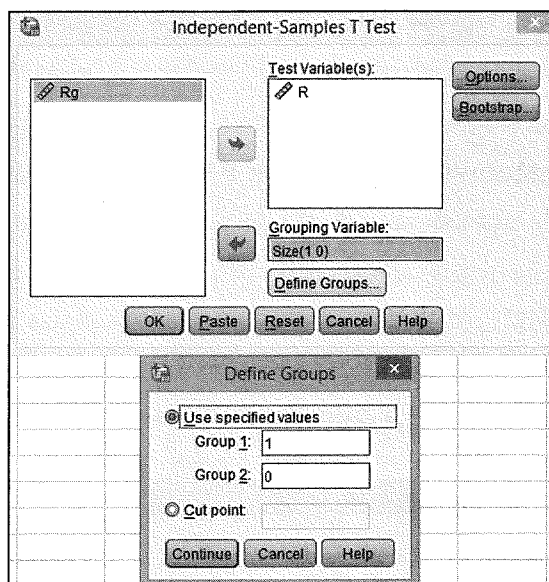 Independent-Samples T Test
Test Variable(s):
Rg
R
Options...
Bootstrap...
Grouping Variable:
Size(1 0)
Define Groups...
OK Paste Reset Cancel Help
Define Groups
Use specified values
Group 1: 1
Group 2: 0
Cut point:
Continue Cancel Help